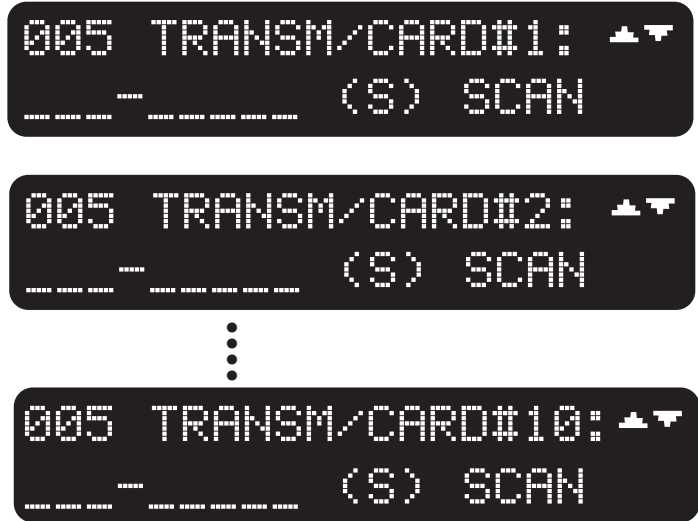 005 TRANSM/CARD#1: ▲▼
___-_____ (S) SCAN
005 TRANSM/CARD#2: ▲▼
___-_____ (S) SCAN
005 TRANSM/CARD#10: ▲▼
___-_____ (S) SCAN